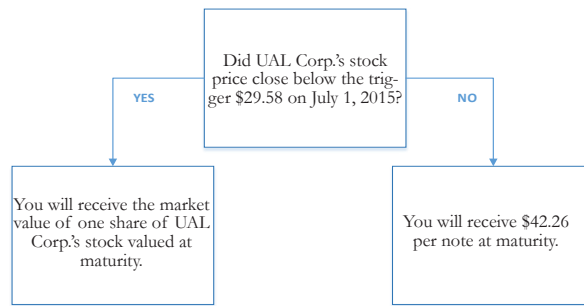 Did UAL Corp.'s stock
price close below the trig-
ger $29.58 on July 1, 2015?
YES
NO
You will receive the market
value of one share of UAL
Corp.'s stock valued at
maturity.
You will receive $42.26
per note at maturity.